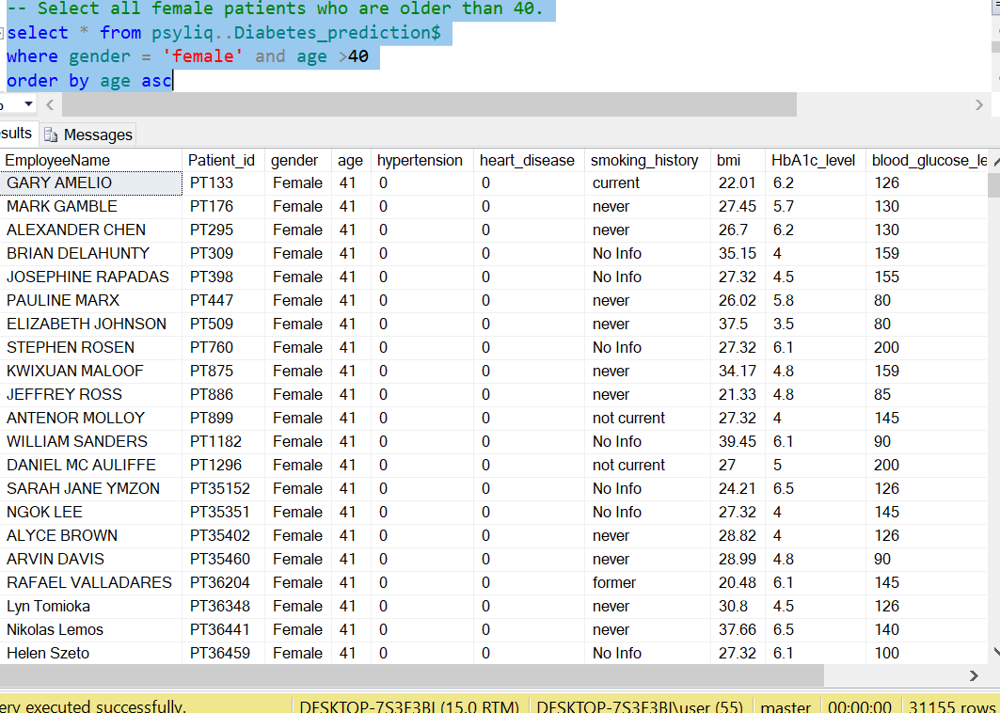 -- Select all female patients who are older than 40.
select * from psyliq..Diabetes_prediction$
where gender = 'female' and age >40
order by age asc
sults Messages
EmployeeName Patient_id gender age hypertension heart_disease smoking_history bmi HbA1c_level blood_glucose_le
GARY AMELIO PT133 Female 41 0 0 current 22.01 6.2 126
MARK GAMBLE PT176 Female 41 0 0 never 27.45 5.7 130
ALEXANDER CHEN PT295 Female 41 0 0 never 26.7 6.2 130
BRIAN DELAHUNTY PT309 Female 41 0 0 No Info 35.15 4 159
JOSEPHINE RAPADAS PT398 Female 41 0 0 No Info 27.32 4.5 155
PAULINE MARX PT447 Female 41 0 0 never 26.02 5.8 80
ELIZABETH JOHNSON PT509 Female 41 0 0 never 37.5 3.5 80
STEPHEN ROSEN PT760 Female 41 0 0 No Info 27.32 6.1 200
KWIXUAN MALOOF PT875 Female 41 0 0 never 34.17 4.8 159
JEFFREY ROSS PT886 Female 41 0 0 never 21.33 4.8 85
ANTENOR MOLLOY PT899 Female 41 0 0 not current 27.32 4 145
WILLIAM SANDERS PT1182 Female 41 0 0 No Info 39.45 6.1 90
DANIEL MC AULIFFE PT1296 Female 41 0 0 not current 27 5 200
SARAH JANE YMZON PT35152 Female 41 0 0 No Info 24.21 6.5 126
NGOK LEE PT35351 Female 41 0 0 No Info 27.32 4 145
ALYCE BROWN PT35402 Female 41 0 0 never 28.82 4 126
ARVIN DAVIS PT35460 Female 41 0 0 never 28.99 4.8 90
RAFAEL VALLADARES PT36204 Female 41 0 0 former 20.48 6.1 145
Lyn Tomioka PT36348 Female 41 0 0 never 30.8 4.5 126
Nikolas Lemos PT36441 Female 41 0 0 never 37.66 6.5 140
Helen Szeto PT36459 Female 41 0 0 No Info 27.32 6.1 100
ery executed successfully. DESKTOP-7S3E3BI (15.0 RTM) DESKTOP-7S3E3BI\user (55) master 00:00:00 31155 rows